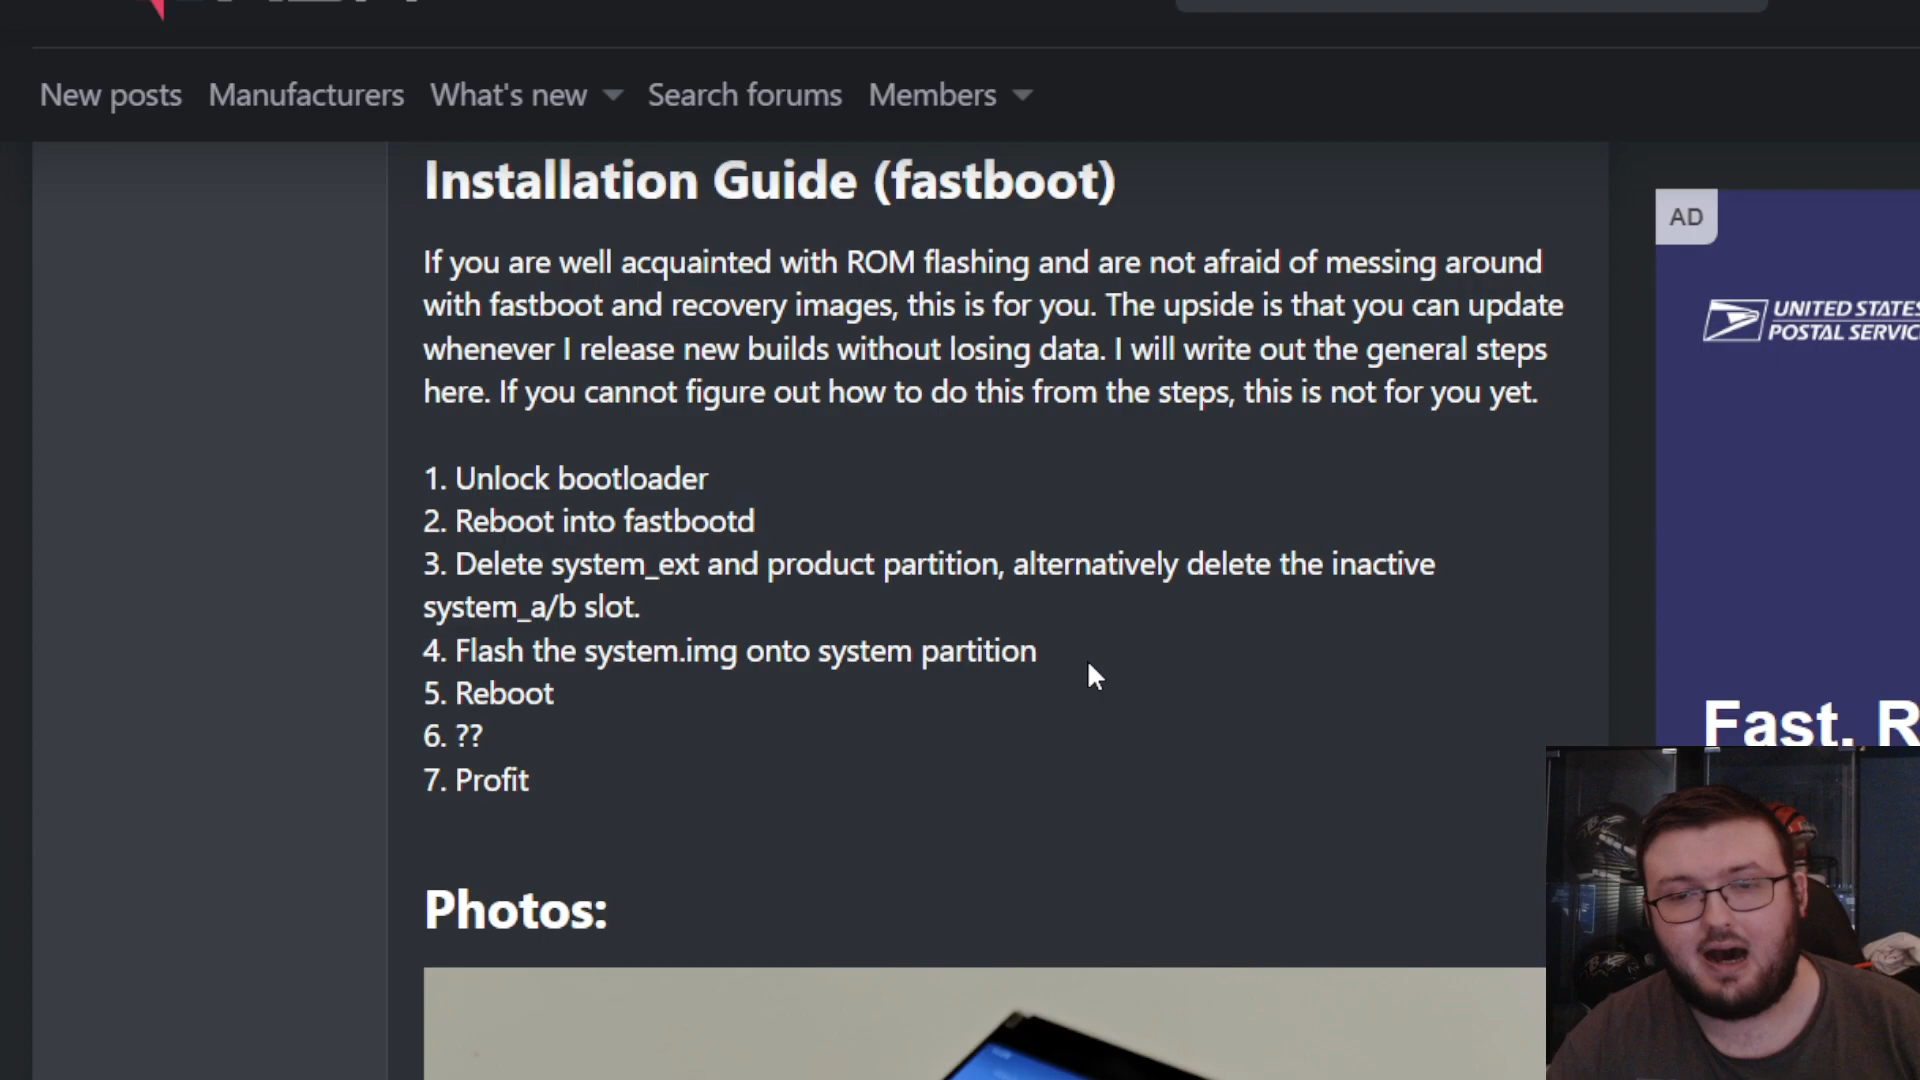 New posts Manufacturers What's new Search forums Members
Installation Guide (fastboot)
If you are well acquainted with ROM flashing and are not afraid of messing around
with fastboot and recovery images, this is for you. The upside is that you can update
whenever I release new builds without losing data. I will write out the general steps
here. If you cannot figure out how to do this from the steps, this is not for you yet.
1. Unlock bootloader
2. Reboot into fastbootd
3. Delete system_ext and product partition, alternatively delete the inactive
system_a/b slot.
4. Flash the system.img onto system partition
5. Reboot
6. ??
7. Profit
Photos:
AD
UNITED STATES
POSTAL SERVIC
Fast. R